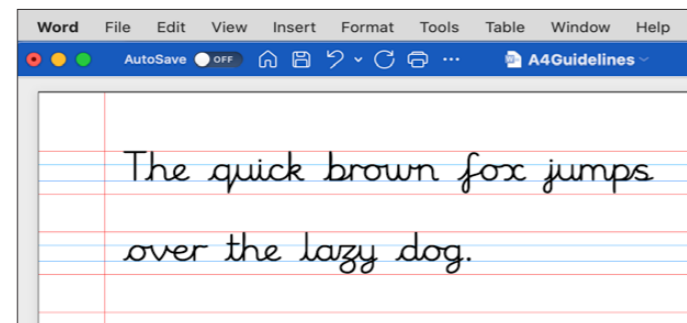 Word File Edit View Insert Format Tools Table Window Help
AutoSave OFF ... A4Guidelines
The quick brown fox jumps
over the lazy dog.